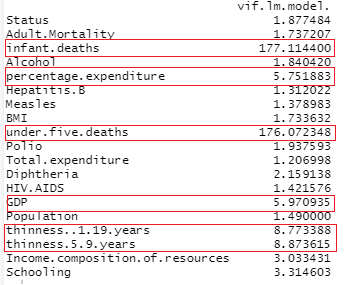 vif.lm.model.
Status 1.877484
Adult.Mortality 1.737207
infant.deaths 177.114400
Alcohol 1.840420
percentage.expenditure 5.751883
Hepatitis.B 1.312022
Measles 1.378983
BMI 1.733632
under.five.deaths 176.072348
Polio 1.937593
Total.expenditure 1.206998
Diphtheria 2.159138
HIV.AIDS 1.421576
GDP 5.970935
Population 1.490000
thinness..1.19.years 8.773388
thinness.5.9.years 8.873615
Income.composition.of.resources 3.033431
Schooling 3.314603